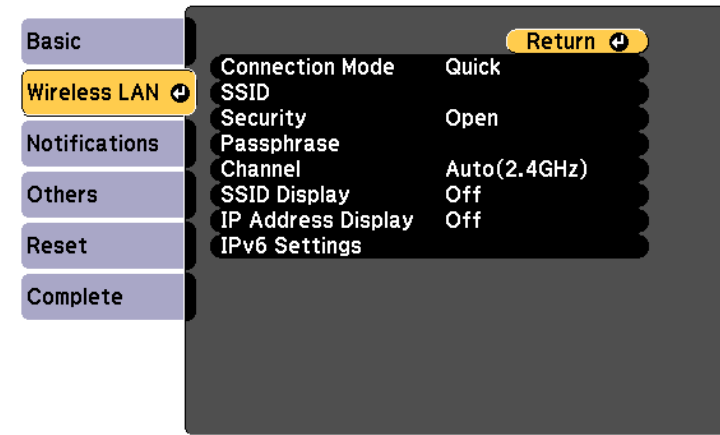 Basic
Wireless LAN
Notifications
Others
Reset
Complete
Return
Connection Mode Quick
SSID
Security Open
Passphrase
Channel Auto(2.4GHz)
SSID Display Off
IP Address Display Off
IPv6 Settings